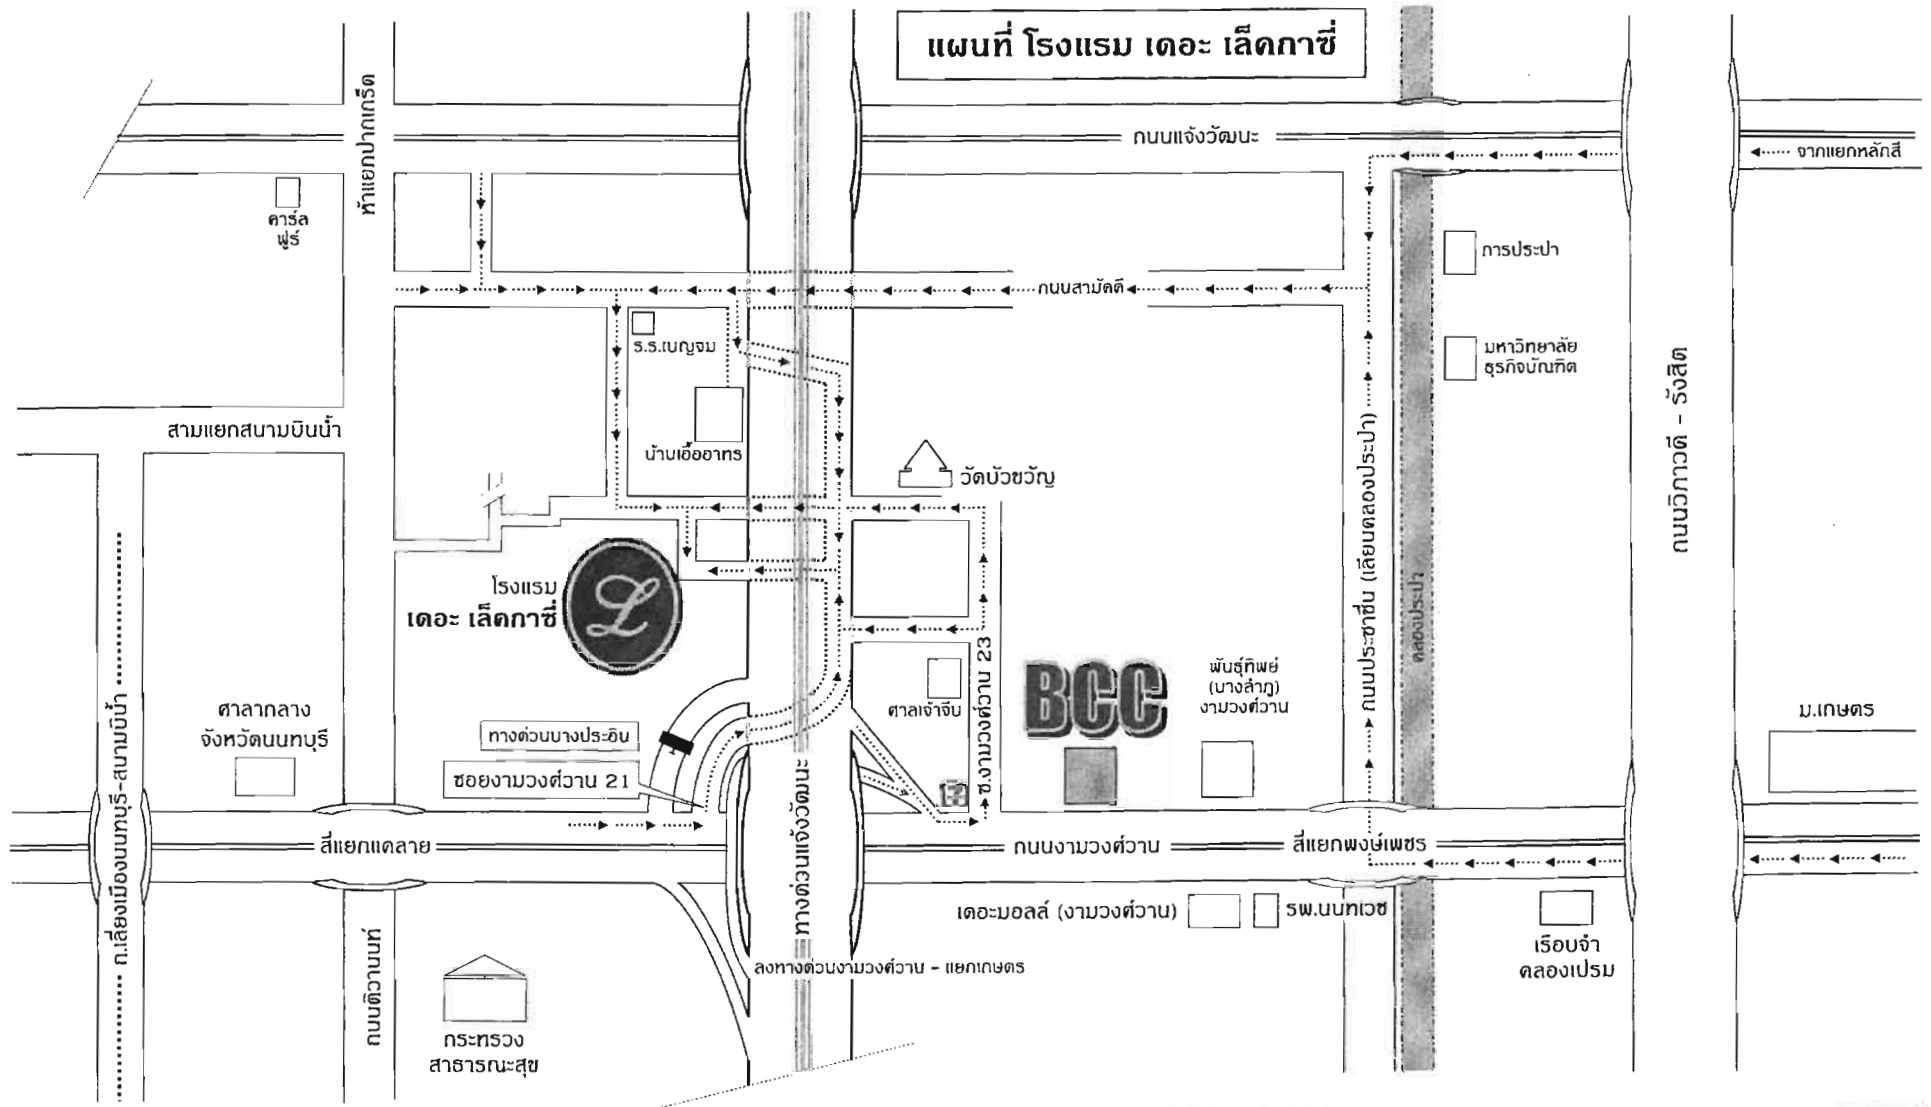 แผนที่ โรงแรม เดอะ เล็คกาซี่
ห้าแยกปากเกร็ด
ถนนแจ้งวัฒนะ
จากแยกหลักสี่
คาร์ล
ฟูร์
การประปา
ถนนสามัคคี
ร.ร.เบญจม
มหาวิทยาลัย
ธุรกิจบัณฑิต
สามแยกสนามบินน้ำ
บ้านเอื้ออาทร
วัดบัวขวัญ
ถนนวิภาวดี - รังสิต
ถนนประชาชื่น (เลียบคลองประปา)
คลองประปา
โรงแรม
เดอะ เล็คกาซี่
L
ซ.งามวงศ์วาน 23
BCC
พันธุ์ทิพย์
(บางลำภู)
งามวงศ์วาน
ศาลเจ้าจีน
ศาลากลาง
จังหวัดนนทบุรี
ถ.เลี่ยงเมืองนนทบุรี-สนามบินน้ำ
ทางด่วนบางปะอิน
ซอยงามวงศ์วาน 21
ม.เกษตร
ทางด่วนแจ้งวัฒนะ
สี่แยกแคลาย
ถนนงามวงศ์วาน
สี่แยกพงษ์เพชร
เดอะมอลล์ (งามวงศ์วาน)
รพ.นนทเวช
เรือนจำ
คลองเปรม
ถนนติวานนท์
ลงทางด่วนงามวงศ์วาน - แยกเกษตร
กระทรวง
สาธารณะสุข